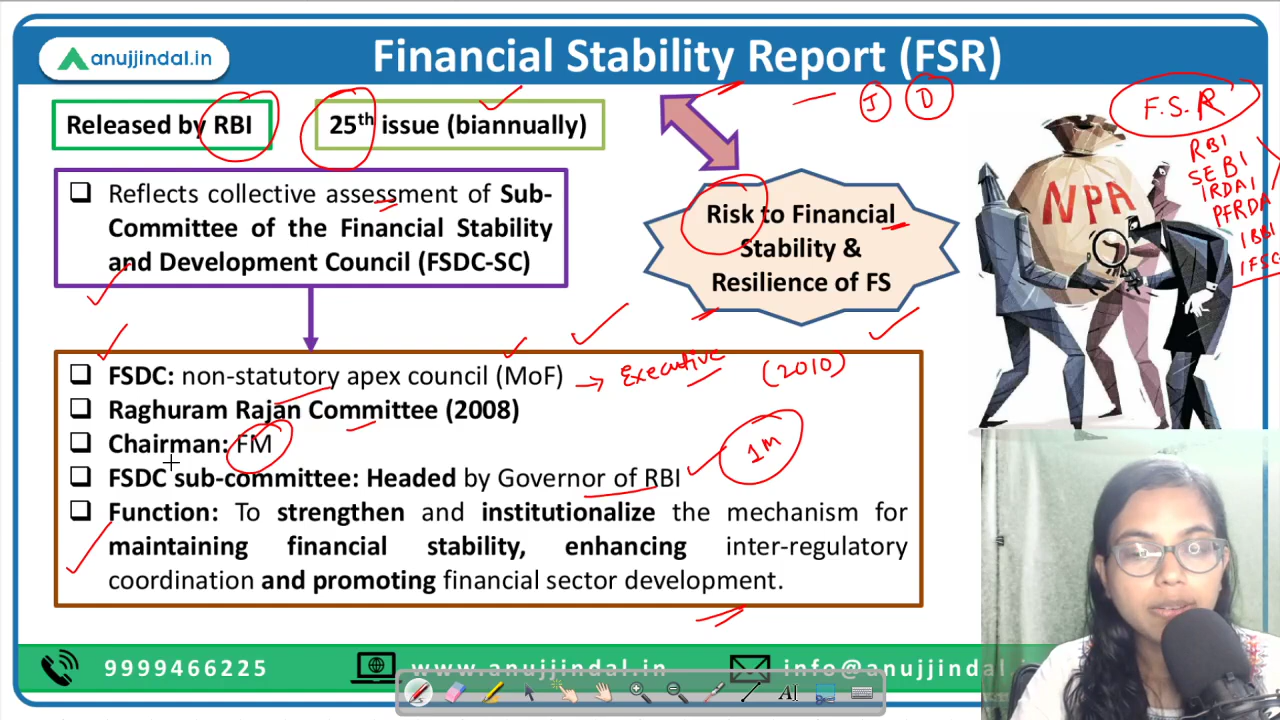 anujjindal.in
Financial Stability Report (FSR)
Released by RBI
25th issue (biannually)
J D
F.S.R
RBI
SEBI
IRDAI
PFRDA
IBBI
IFSC
NPA
❑ Reflects collective assessment of Sub-
Committee of the Financial Stability
and Development Council (FSDC-SC)
Risk to Financial
Stability &
Resilience of FS
❑ FSDC: non-statutory apex council (MoF) → Executive (2010)
❑ Raghuram Rajan Committee (2008)
❑ Chairman: FM
❑ FSDC sub-committee: Headed by Governor of RBI
1m
❑ Function: To strengthen and institutionalize the mechanism for
maintaining financial stability, enhancing inter-regulatory
coordination and promoting financial sector development.
9999466225
www.anujjindal.in
info@anujjindal.i
AI